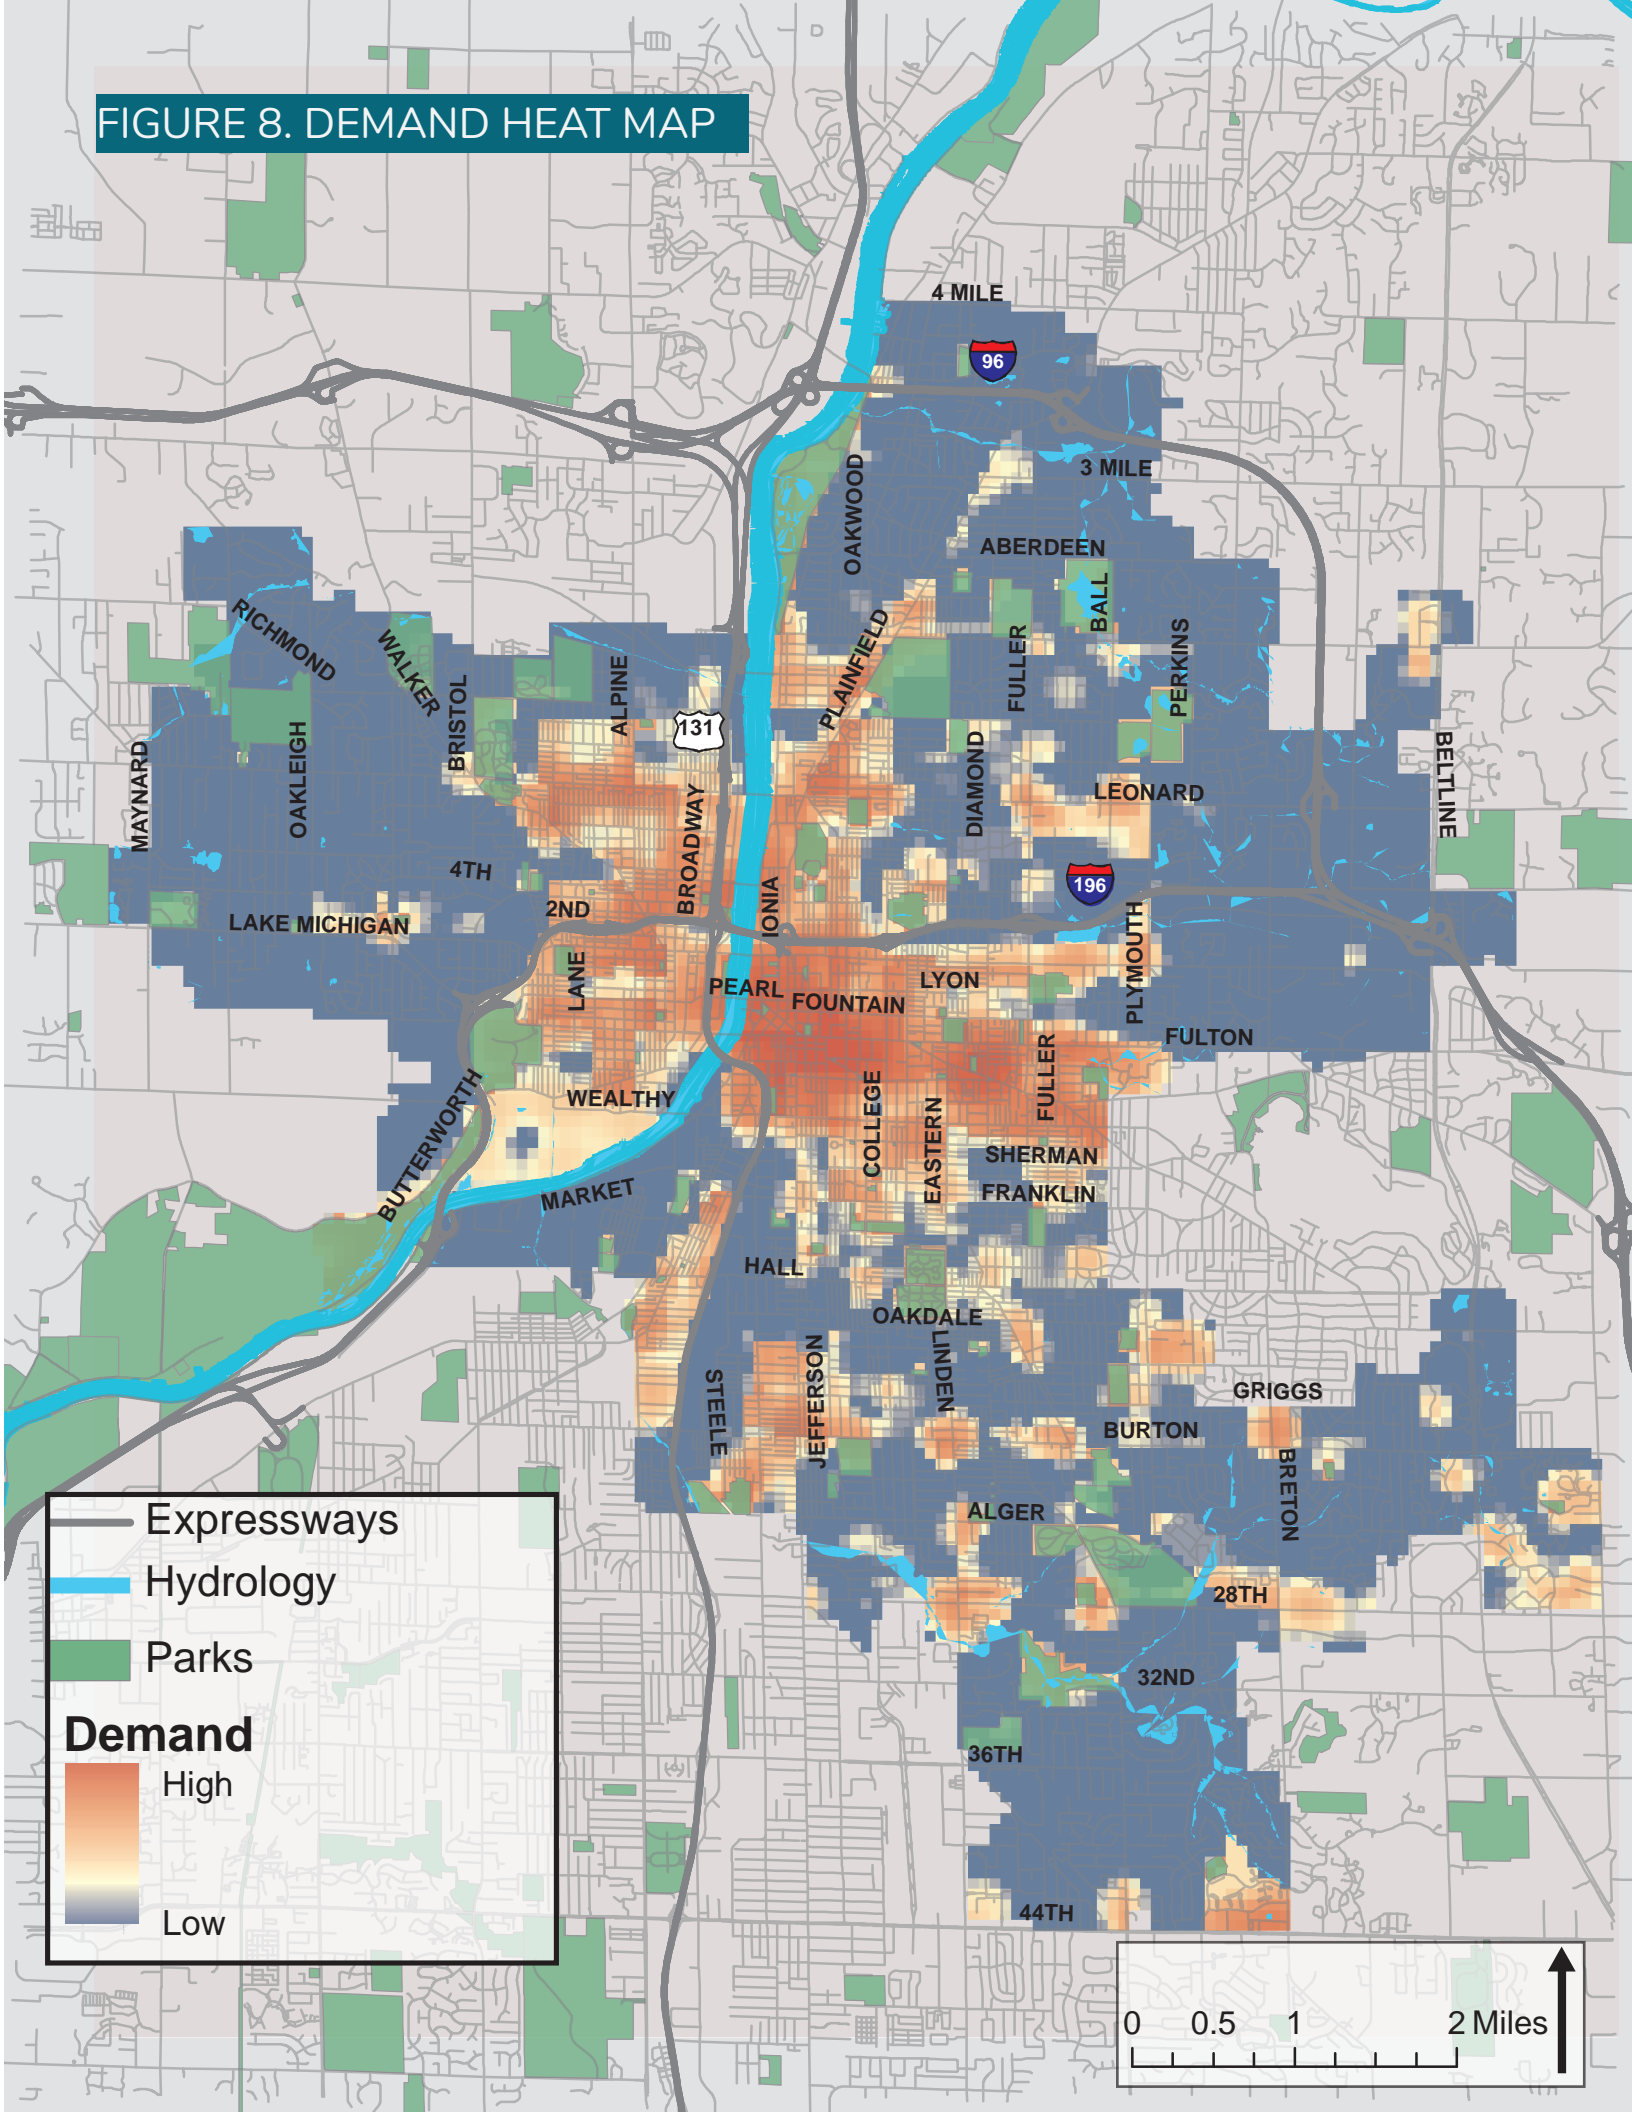 FIGURE 8. DEMAND HEAT MAP
4 MILE
96
3 MILE
OAKWOOD
ABERDEEN
BALL
RICHMOND
WALKER
PLAINFIELD
FULLER
PERKINS
ALPINE
BRISTOL
131
MAYNARD
OAKLEIGH
DIAMOND
BELTLINE
LEONARD
BROADWAY
4TH
196
IONIA
2ND
LAKE MICHIGAN
PLYMOUTH
LANE
LYON
PEARL
FOUNTAIN
FULTON
FULLER
WEALTHY
COLLEGE
EASTERN
BUTTERWORTH
SHERMAN
MARKET
FRANKLIN
HALL
OAKDALE
LINDEN
STEELE
JEFFERSON
GRIGGS
BURTON
BRETON
ALGER
28TH
32ND
36TH
44TH
Expressways
Hydrology
Parks
Demand
High
Low
0 0.5 1 2 Miles